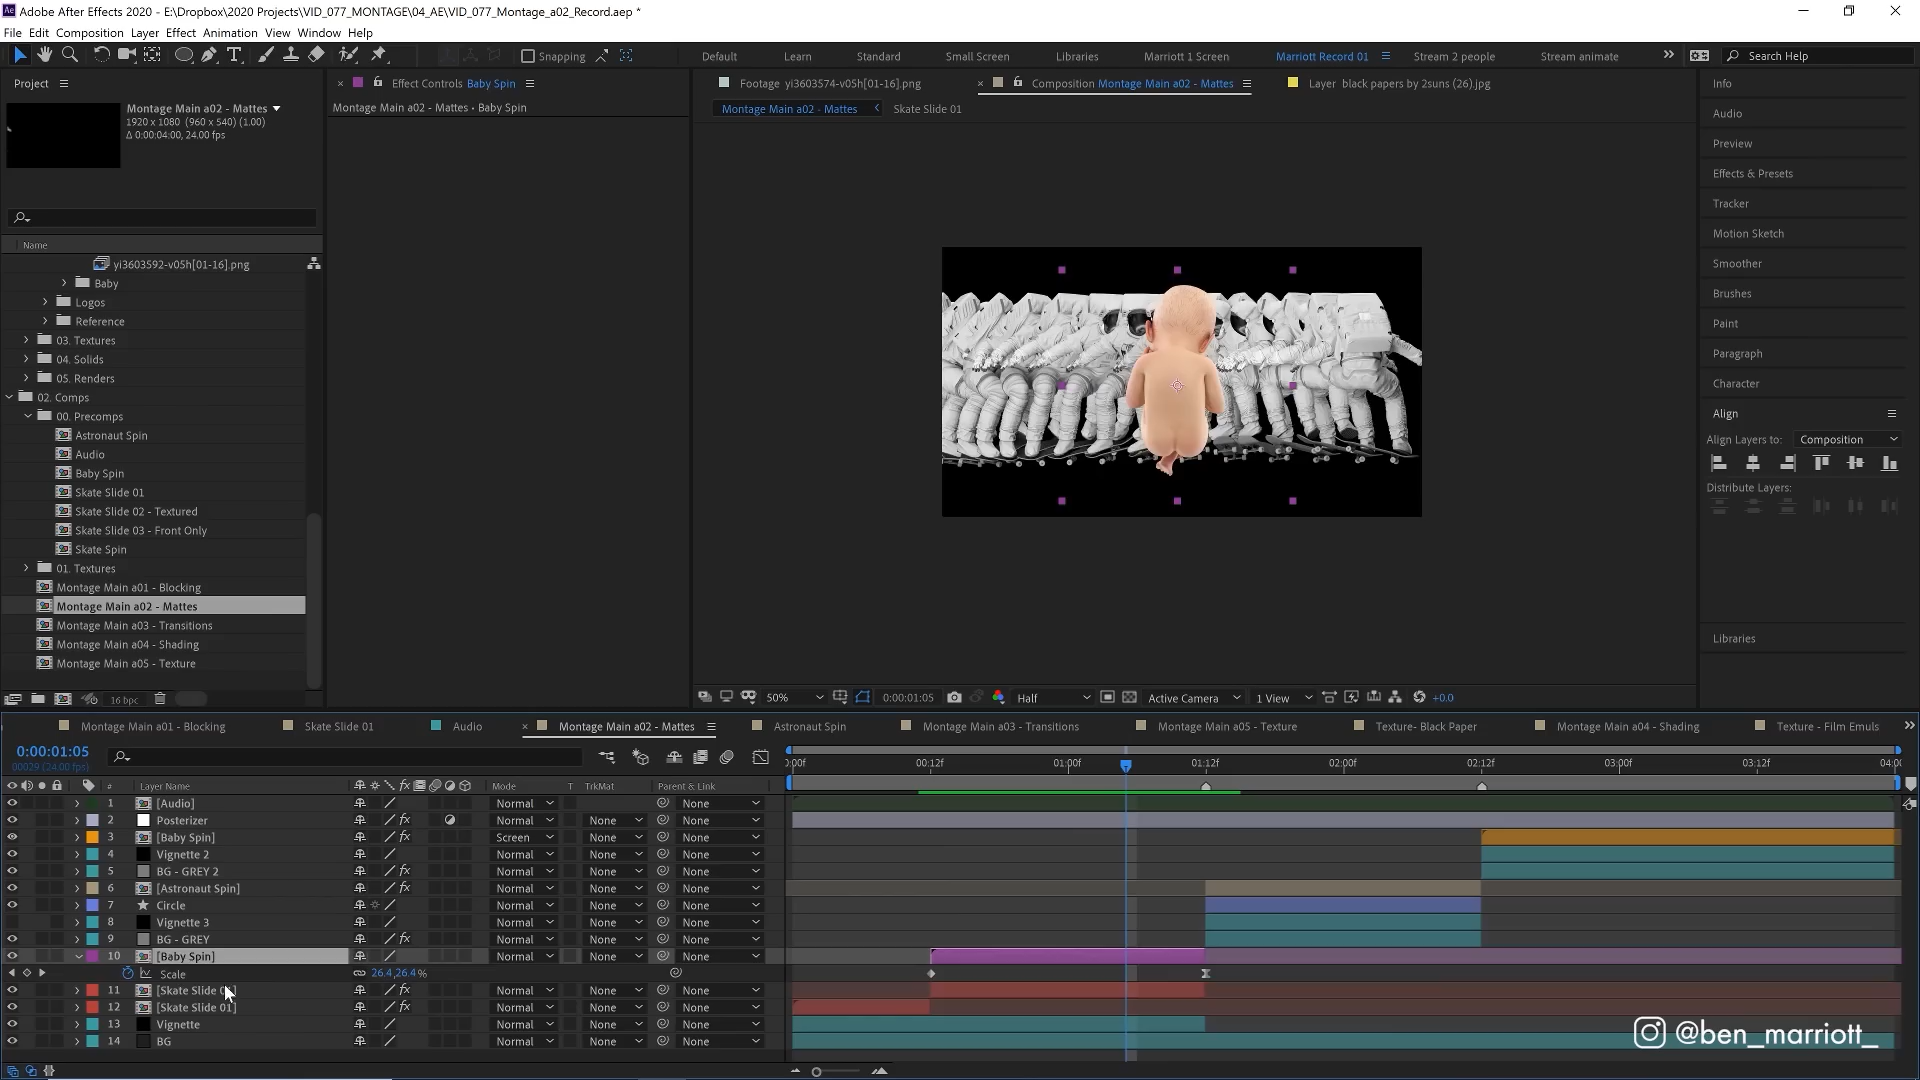 Adobe After Effects 2020 - E:\Dropbox\2020 Projects\VID_077_MONTAGE\04_AE\VID_077_Montage_a02_Record.aep *
File Edit Composition Layer Effect Animation View Window Help
Snapping
Default Learn Standard Small Screen Libraries Marriott 1 Screen Marriott Record 01 Stream 2 people Stream animate Search Help
Project
Effect Controls Baby Spin
Footage yi3603574-v05h[01-16].png
Composition Montage Main a02 - Mattes
Layer black papers by 2suns (26).jpg
Info
Montage Main a02 - Mattes
1920 x 1080 (960 x 540) (1.00)
Δ 0:00:04:00, 24.00 fps
Montage Main a02 - Mattes • Baby Spin
Montage Main a02 - Mattes Skate Slide 01
Audio
Preview
Effects & Presets
Tracker
Motion Sketch
Smoother
Brushes
Paint
Paragraph
Character
Align
Align Layers to: Composition
Distribute Layers:
Libraries
Name
yi3603592-v05h[01-16].png
Baby
Logos
Reference
03. Textures
04. Solids
05. Renders
02. Comps
00. Precomps
Astronaut Spin
Audio
Baby Spin
Skate Slide 01
Skate Slide 02 - Textured
Skate Slide 03 - Front Only
Skate Spin
01. Textures
Montage Main a01 - Blocking
Montage Main a02 - Mattes
Montage Main a03 - Transitions
Montage Main a04 - Shading
Montage Main a05 - Texture
16 bpc
50% 0:00:01:05 Half Active Camera 1 View +0.0
Montage Main a01 - Blocking Skate Slide 01 Audio Montage Main a02 - Mattes Astronaut Spin Montage Main a03 - Transitions Montage Main a05 - Texture Texture- Black Paper Montage Main a04 - Shading Texture - Film Emuls
0:00:01:05
00029 (24.00 fps)
:00f 00:12f 01:00f 01:12f 02:00f 02:12f 03:00f 03:12f 04:00
# Layer Name Mode T TrkMat Parent & Link
1 [Audio] Normal None
2 Posterizer Normal None None
3 [Baby Spin] Screen None None
4 Vignette 2 Normal None None
5 BG - GREY 2 Normal None None
6 [Astronaut Spin] Normal None None
7 Circle Normal None None
8 Vignette 3 Normal None None
9 BG - GREY Normal None None
10 [Baby Spin] Normal None None
Scale 26.4,26.4%
11 [Skate Slide Normal None None
12 [Skate Slide 01] Normal None None
13 Vignette Normal None None
14 BG Normal None None
@ben_marriott_